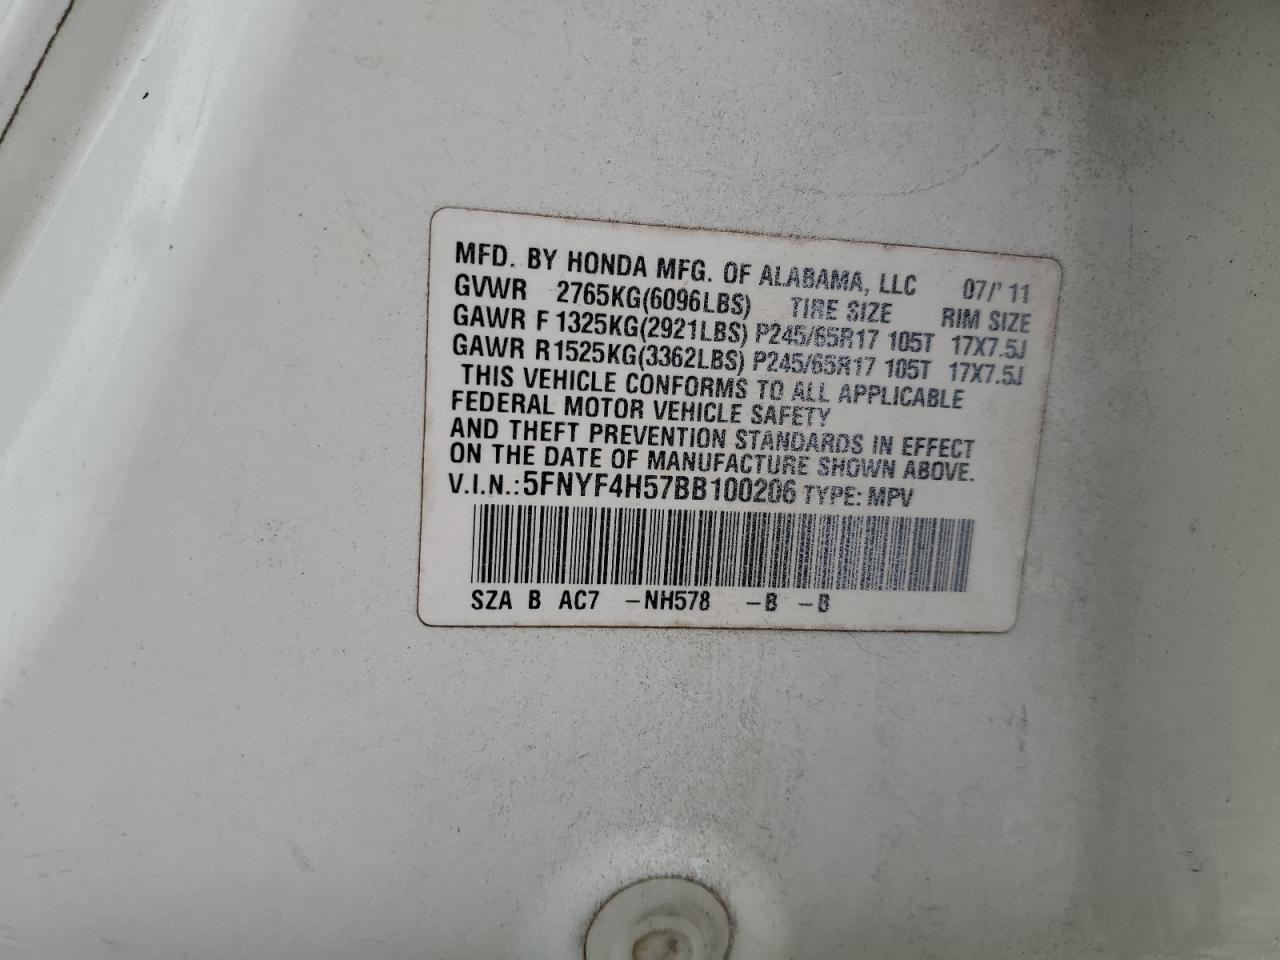 MFD. BY HONDA MFG. OF ALABAMA, LLC 07/'11
GVWR 2765KG(6096LBS) TIRE SIZE RIM SIZE
GAWR F 1325KG(2921LBS) P245/65R17 105T 17X7.5J
GAWR R 1525KG(3362LBS) P245/65R17 105T 17X7.5J
THIS VEHICLE CONFORMS TO ALL APPLICABLE
FEDERAL MOTOR VEHICLE SAFETY
AND THEFT PREVENTION STANDARDS IN EFFECT
ON THE DATE OF MANUFACTURE SHOWN ABOVE.
V.I.N.: 5FNYF4H57BB100206 TYPE: MPV
SZA B AC7 -NH578 -B -B